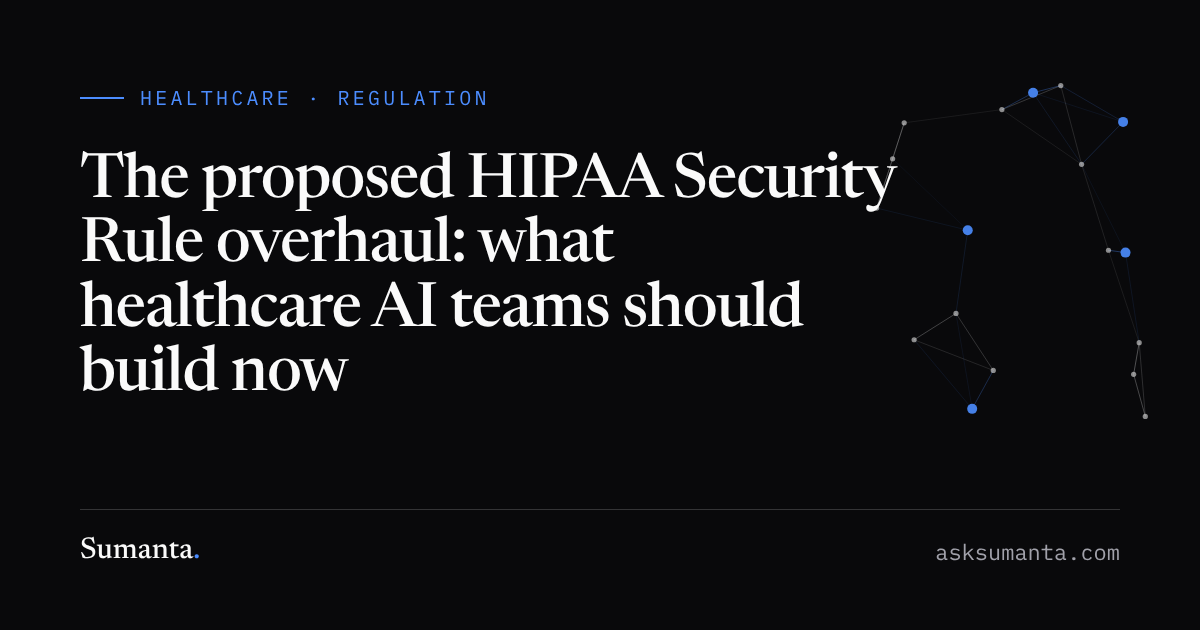 HEALTHCARE · REGULATION
The proposed HIPAA Security
Rule overhaul: what
healthcare AI teams should
build now
Sumanta.
asksumanta.com